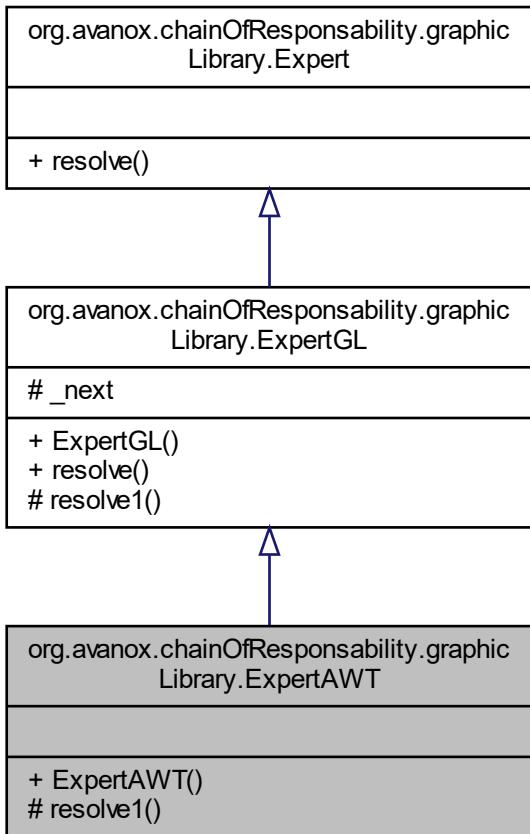 org.avanox.chainOfResponsability.graphic
Library.Expert
+ resolve()
org.avanox.chainOfResponsability.graphic
Library.ExpertGL
# _next
+ ExpertGL()
+ resolve()
# resolve1()
org.avanox.chainOfResponsability.graphic
Library.ExpertAWT
+ ExpertAWT()
# resolve1()